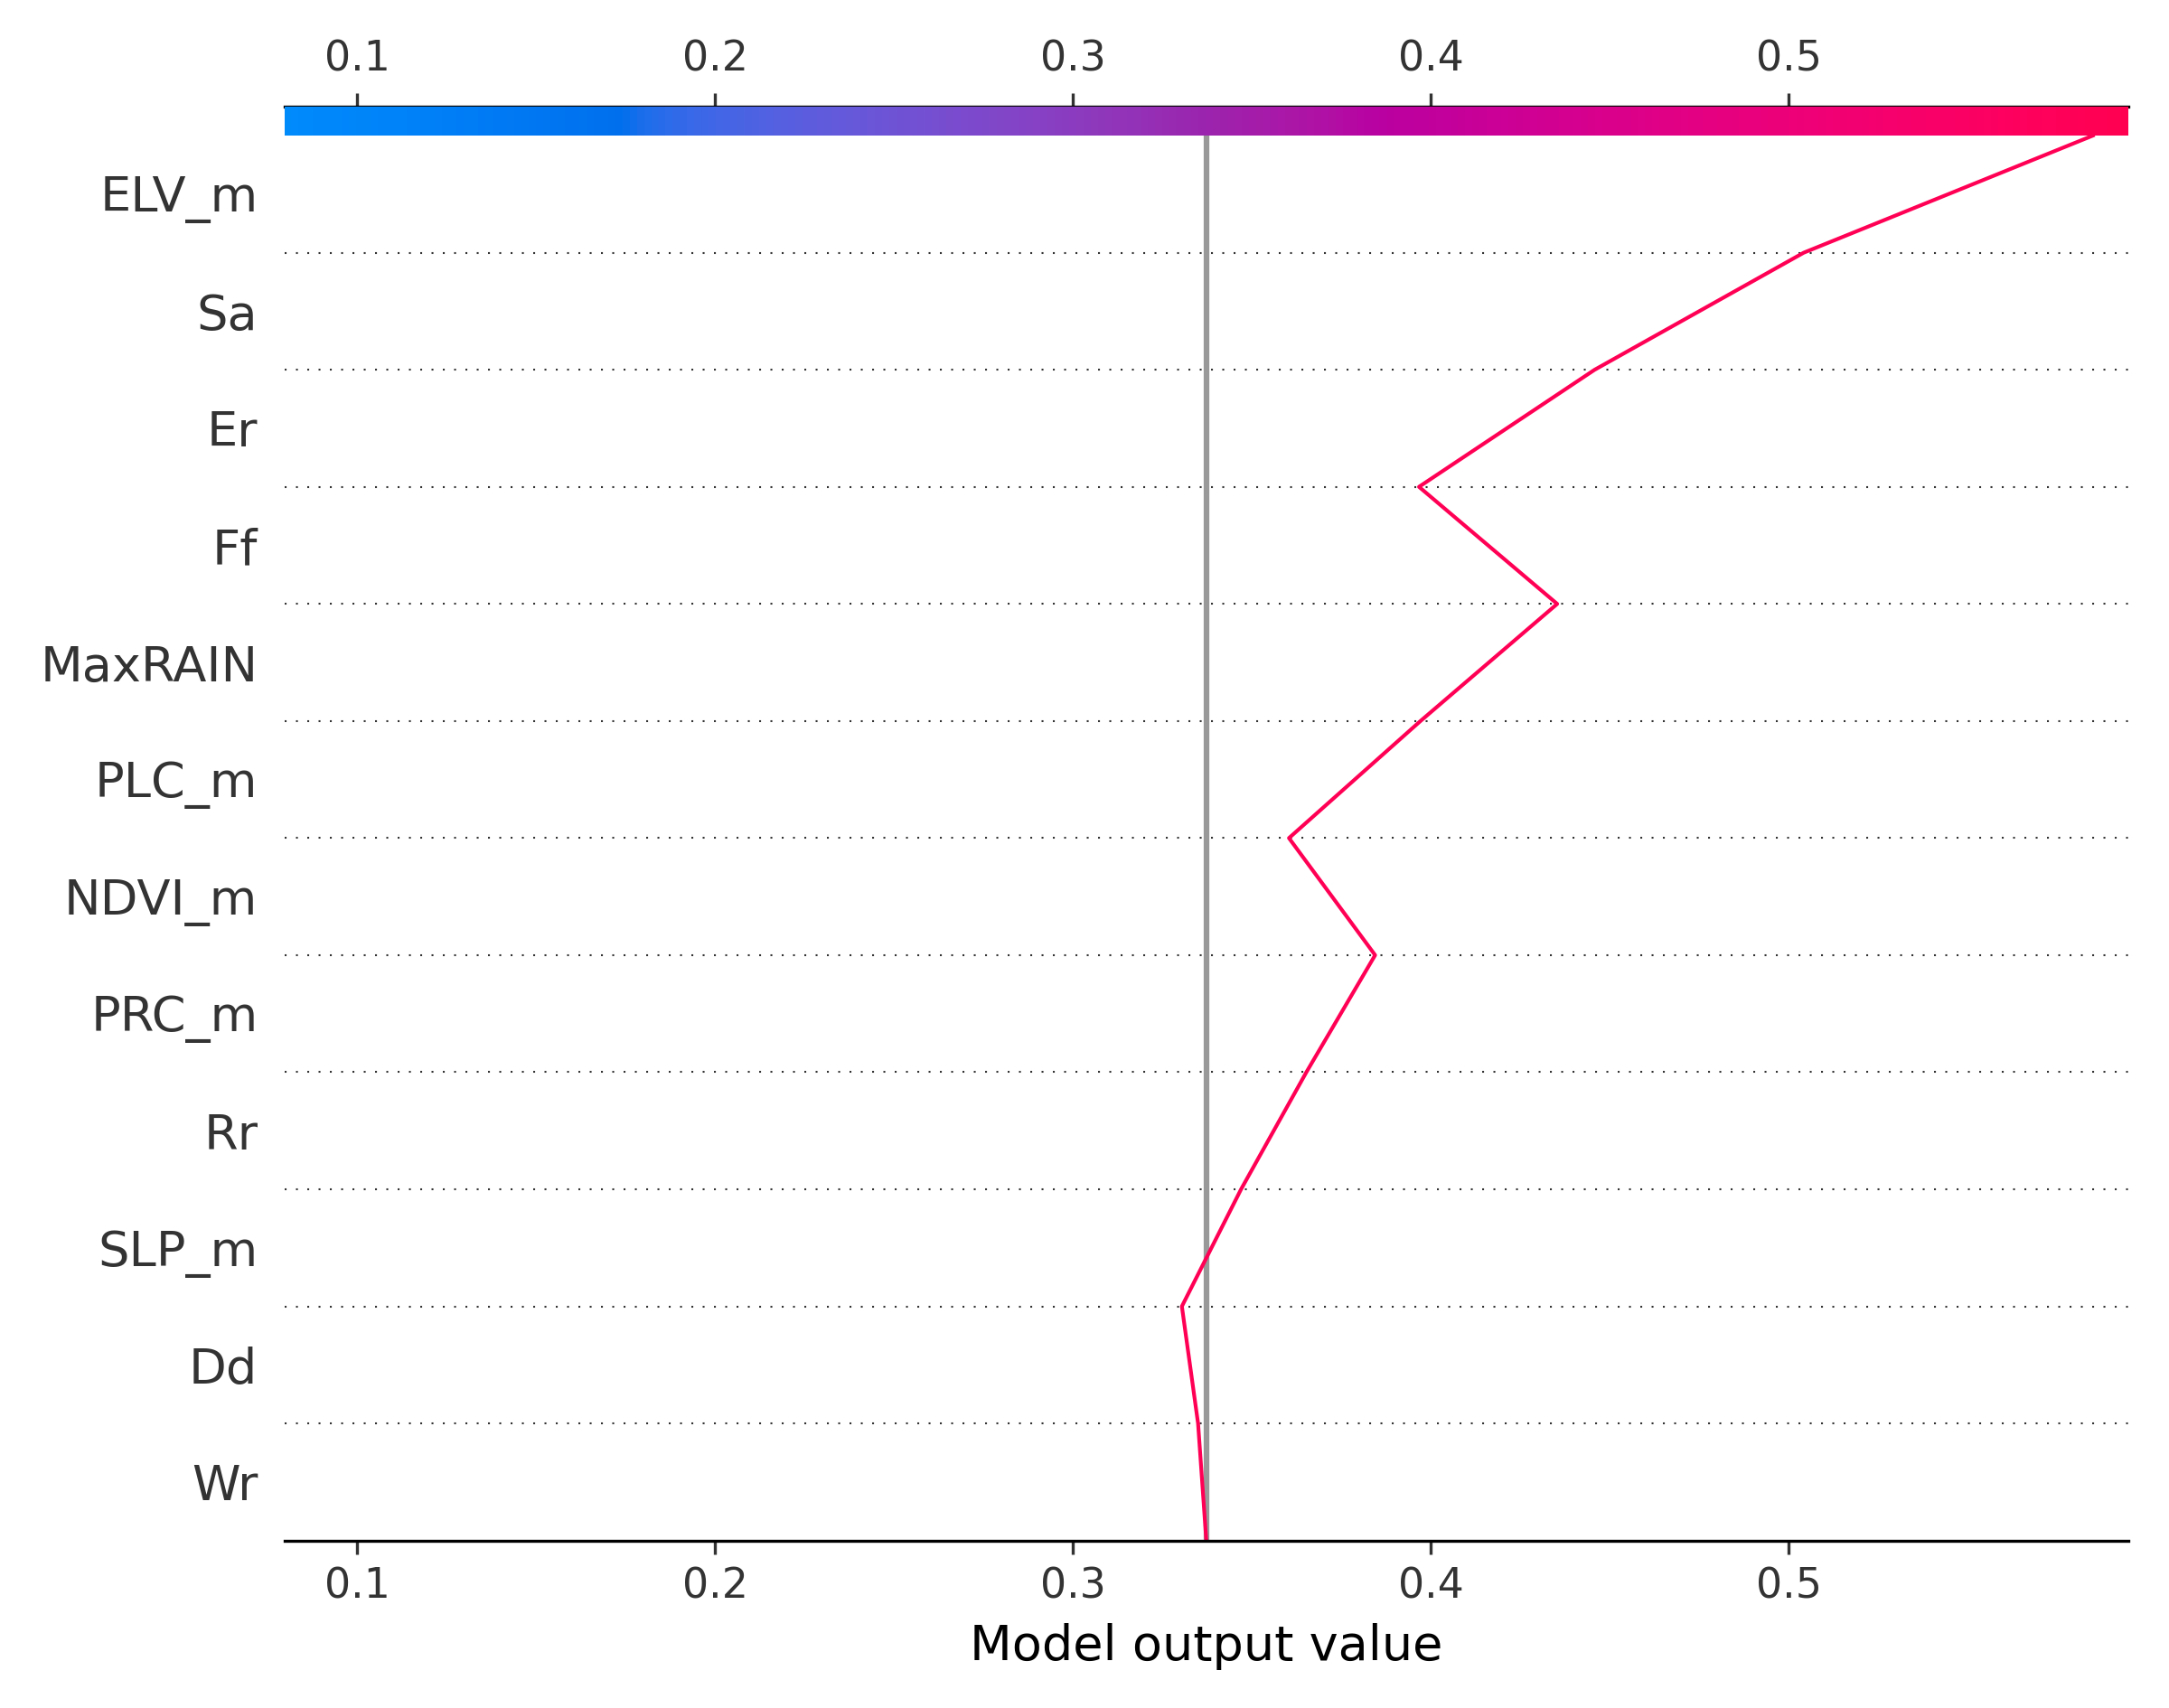 0.1 0.2 0.3 0.4 0.5
ELV_m
Sa
Er
Ff
MaxRAIN
PLC_m
NDVI_m
PRC_m
Rr
SLP_m
Dd
Wr
0.1 0.2 0.3 0.4 0.5
Model output value